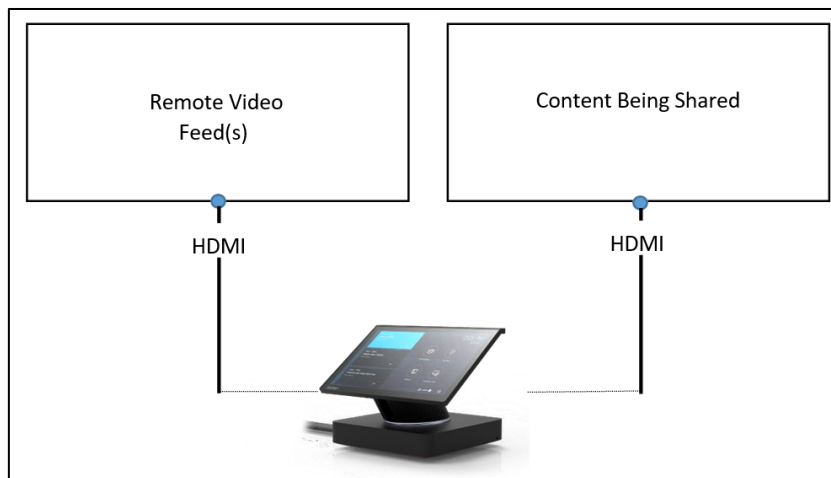 Remote Video
Feed(s)
Content Being Shared
HDMI
HDMI